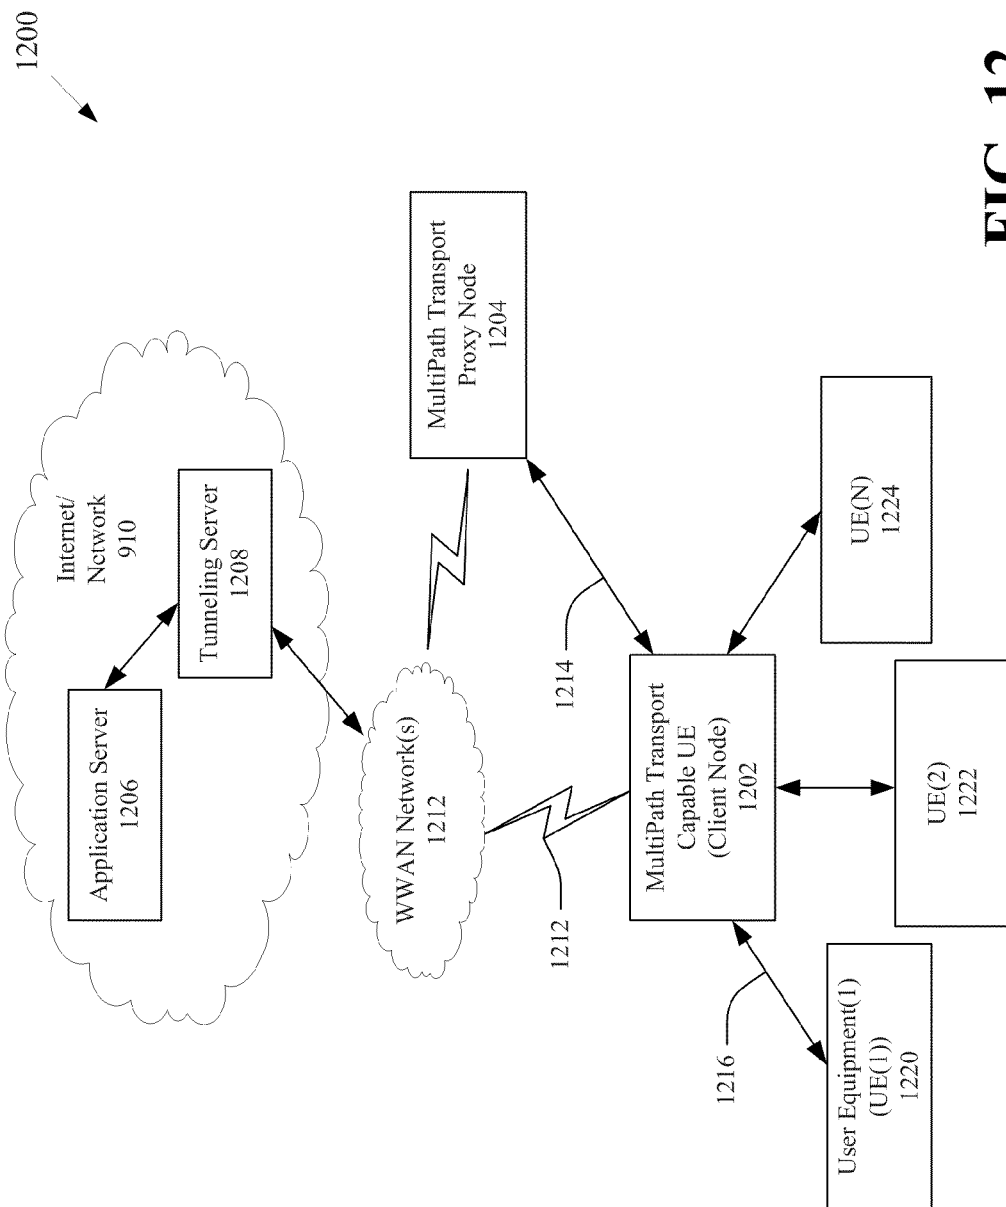 1200
Internet/
Network
910
Application Server
1206
Tunneling Server
1208
WWAN Network(s)
1212
MultiPath Transport
Proxy Node
1204
1212
1214
MultiPath Transport
Capable UE
(Client Node)
1202
1216
User Equipment(1)
(UE(1))
1220
UE(2)
1222
UE(N)
1224
FIG. 12